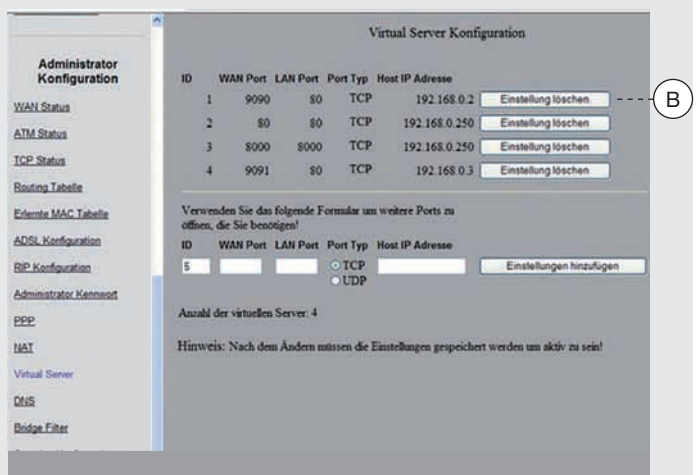 Administrator
Konfiguration
WAN Status
ATM Status
TCP Status
Routing Tabelle
Erlernte MAC Tabelle
ADSL Konfiguration
RIP Konfiguration
Administrator Kennwort
PPP
NAT
Virtual Server
DNS
Bridge Filter
Virtual Server Konfiguration
ID WAN Port LAN Port Port Typ Host IP Adresse
1 9090 80 TCP 192.168.0.2 Einstellung löschen
2 80 80 TCP 192.168.0.250 Einstellung löschen
3 8000 8000 TCP 192.168.0.250 Einstellung löschen
4 9091 80 TCP 192.168.0.3 Einstellung löschen
Verwenden Sie das folgende Formular um weitere Ports zu
öffnen, die Sie benötigen!
ID WAN Port LAN Port Port Typ Host IP Adresse
5 TCP Einstellungen hinzufügen
UDP
Anzahl der virtuellen Server: 4
Hinweis: Nach dem Ändern müssen die Einstellungen gespeichert werden um aktiv zu sein!
B